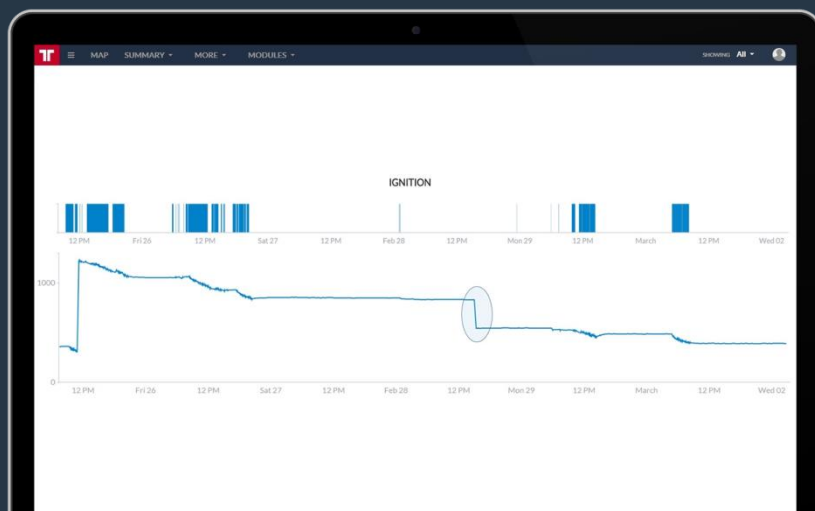 T MAP SUMMARY MORE MODULES SHOWING All
IGNITION
12 PM Fri 26 12 PM Sat 27 12 PM Feb 28 12 PM Mon 29 12 PM March 12 PM Wed 02
1000
0
12 PM Fri 26 12 PM Sat 27 12 PM Feb 28 12 PM Mon 29 12 PM March 12 PM Wed 02